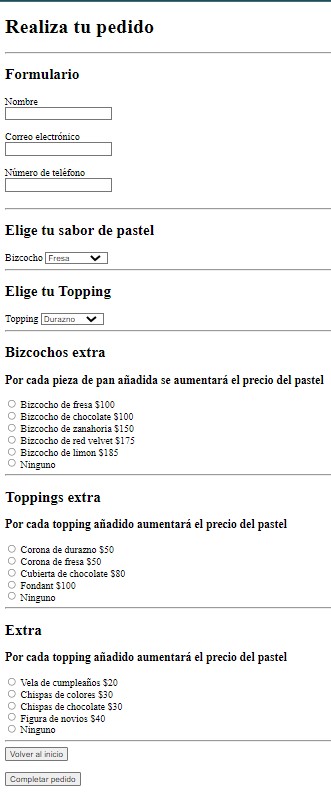 Realiza tu pedido
Formulario
Nombre
Correo electrónico
Número de teléfono
Elige tu sabor de pastel
Bizcocho Fresa
Elige tu Topping
Topping Durazno
Bizcochos extra
Por cada pieza de pan añadida se aumentará el precio del pastel
Bizcocho de fresa $100
Bizcocho de chocolate $100
Bizcocho de zanahoria $150
Bizcocho de red velvet $175
Bizcocho de limon $185
Ninguno
Toppings extra
Por cada topping añadido aumentará el precio del pastel
Corona de durazno $50
Corona de fresa $50
Cubierta de chocolate $80
Fondant $100
Ninguno
Extra
Por cada topping añadido aumentará el precio del pastel
Vela de cumpleaños $20
Chispas de colores $30
Chispas de chocolate $30
Figura de novios $40
Ninguno
Volver al inicio
Completar pedido